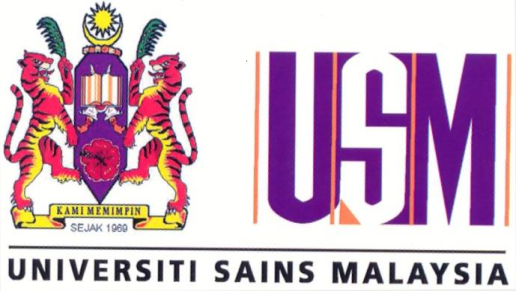 USM
KAMI MEMIMPIN
SEJAK 1969
UNIVERSITI SAINS MALAYSIA